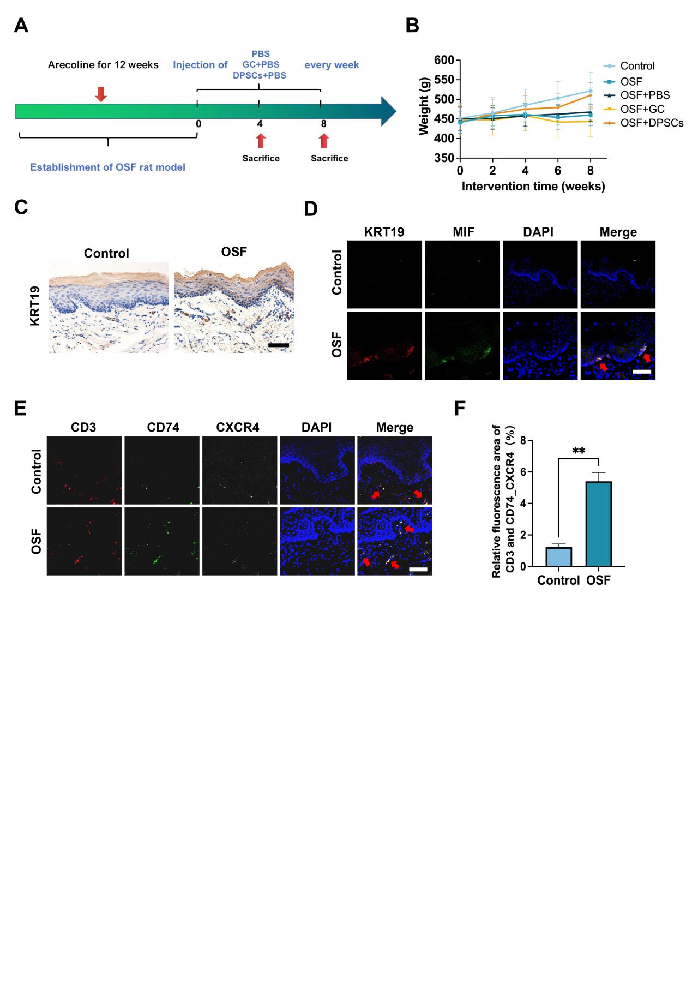 A
Arecoline for 12 weeks
Injection of
PBS
GC+PBS
DPSCs+PBS
every week
0
4
8
Sacrifice
Sacrifice
Establishment of OSF rat model
B
Weight (g)
600
550
500
450
400
350
0 2 4 6 8
Intervention time (weeks)
Control
OSF
OSF+PBS
OSF+GC
OSF+DPSCs
C
Control
OSF
KRT19
D
KRT19
MIF
DAPI
Merge
Control
OSF
E
CD3
CD74
CXCR4
DAPI
Merge
Control
OSF
F
Relative fluorescence area of
CD3 and CD74_CXCR4 (%)
8
6
4
2
0
**
Control OSF